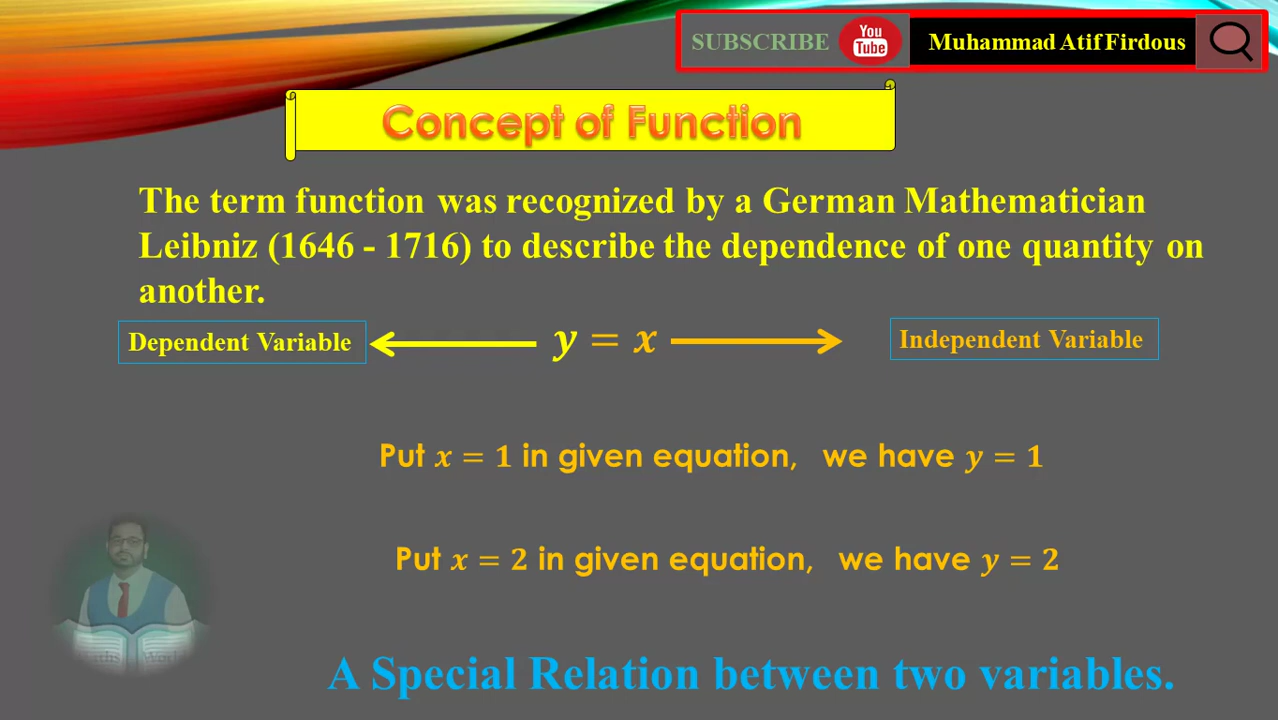 SUBSCRIBE You Tube Muhammad Atif Firdous
Concept of Function
The term function was recognized by a German Mathematician
Leibniz (1646 - 1716) to describe the dependence of one quantity on
another.
Dependent Variable y = x Independent Variable
Put x = 1 in given equation, we have y = 1
Put x = 2 in given equation, we have y = 2
A Special Relation between two variables.